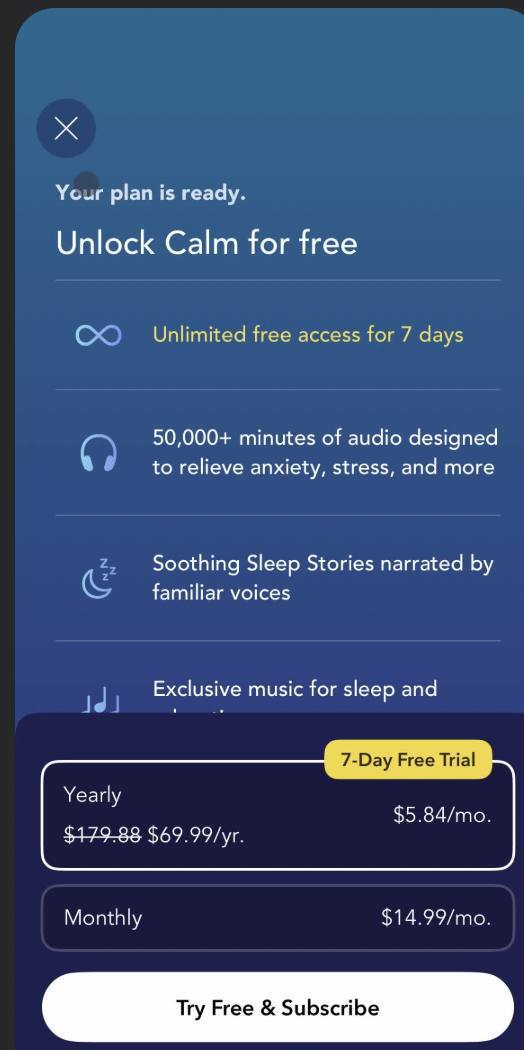 Your plan is ready.
Unlock Calm for free
Unlimited free access for 7 days
50,000+ minutes of audio designed
to relieve anxiety, stress, and more
Soothing Sleep Stories narrated by
familiar voices
Exclusive music for sleep and
7-Day Free Trial
Yearly
$179.88 $69.99/yr.
$5.84/mo.
Monthly
$14.99/mo.
Try Free & Subscribe